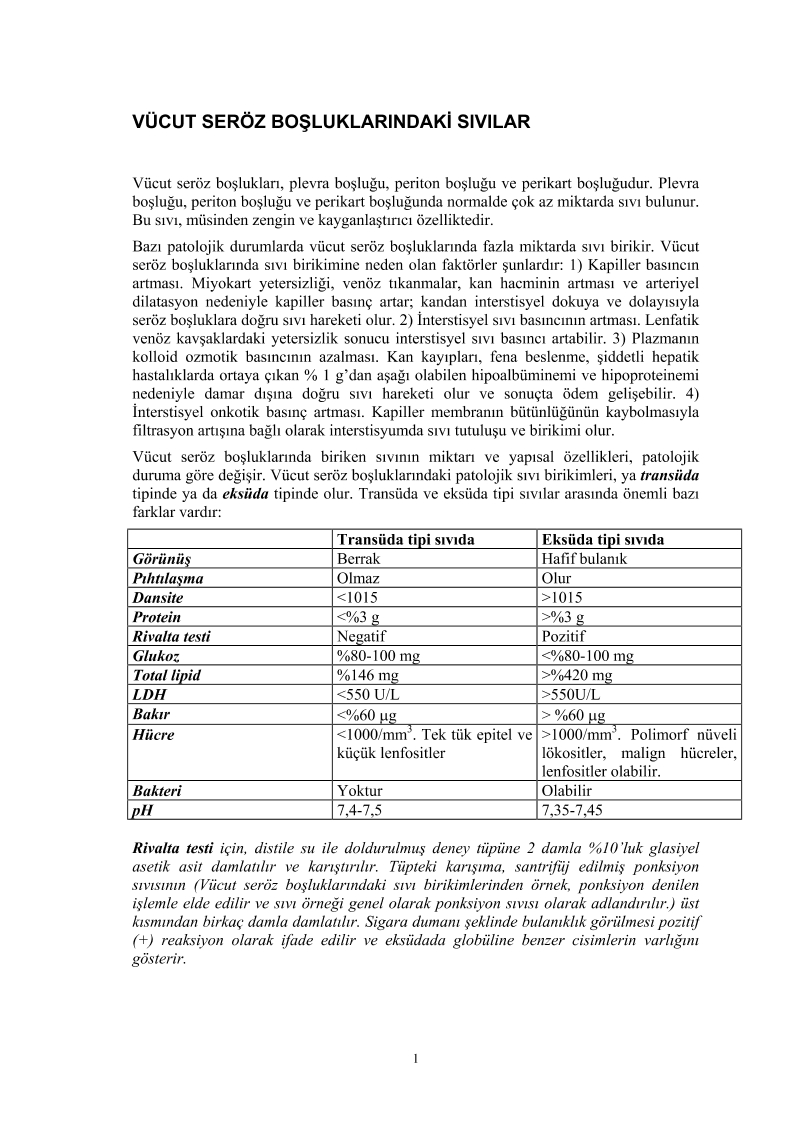 VÜCUT SERÖZ BOŞLUKLARINDAKİ SIVILAR
Vücut seröz boşlukları, plevra boşluğu, periton boşluğu ve perikart boşluğudur. Plevra
boşluğu, periton boşluğu ve perikart boşluğunda normalde çok az miktarda sıvı bulunur.
Bu sıvı, müsinden zengin ve kayganlaştırıcı özelliktedir.
Bazı patolojik durumlarda vücut seröz boşluklarında fazla miktarda sıvı birikir. Vücut
seröz boşluklarında sıvı birikimine neden olan faktörler şunlardır: 1) Kapiller basıncın
artması. Miyokart yetersizliği, venöz tıkanmalar, kan hacminin artması ve arteriyel
dilatasyon nedeniyle kapiller basınç artar; kandan interstisyel dokuya ve dolayısıyla
seröz boşluklara doğru sıvı hareketi olur. 2) İnterstisyel sıvı basıncının artması. Lenfatik
venöz kavşaklardaki yetersizlik sonucu interstisyel sıvı basıncı artabilir. 3) Plazmanın
kolloid ozmotik basıncının azalması. Kan kayıpları, fena beslenme, şiddetli hepatik
hastalıklarda ortaya çıkan % 1 g’dan aşağı olabilen hipoalbüminemi ve hipoproteinemi
nedeniyle damar dışına doğru sıvı hareketi olur ve sonuçta ödem gelişebilir. 4)
İnterstisyel onkotik basınç artması. Kapiller membranın bütünlüğünün kaybolmasıyla
filtrasyon artışına bağlı olarak interstisyumda sıvı tutuluşu ve birikimi olur.
Vücut seröz boşluklarında biriken sıvının miktarı ve yapısal özellikleri, patolojik
duruma göre değişir. Vücut seröz boşluklarındaki patolojik sıvı birikimleri, ya transüda
tipinde ya da eksüda tipinde olur. Transüda ve eksüda tipi sıvılar arasında önemli bazı
farklar vardır:
Transüda tipi sıvıda Eksüda tipi sıvıda
Görünüş Berrak Hafif bulanık
Pıhtılaşma Olmaz Olur
Dansite <1015 >1015
Protein <%3 g >%3 g
Rivalta testi Negatif Pozitif
Glukoz %80-100 mg <%80-100 mg
Total lipid %146 mg >%420 mg
LDH <550 U/L >550U/L
Bakır <%60 µg > %60 µg
Hücre <1000/mm3. Tek tük epitel ve >1000/mm3. Polimorf nüveli
küçük lenfositler lökositler, malign hücreler,
lenfositler olabilir.
Bakteri Yoktur Olabilir
pH 7,4-7,5 7,35-7,45
Rivalta testi için, distile su ile doldurulmuş deney tüpüne 2 damla %10’luk glasiyel
asetik asit damlatılır ve karıştırılır. Tüpteki karışıma, santrifüj edilmiş ponksiyon
sıvısının (Vücut seröz boşluklarındaki sıvı birikimlerinden örnek, ponksiyon denilen
işlemle elde edilir ve sıvı örneği genel olarak ponksiyon sıvısı olarak adlandırılır.) üst
kısmından birkaç damla damlatılır. Sigara dumanı şeklinde bulanıklık görülmesi pozitif
(+) reaksiyon olarak ifade edilir ve eksüdada globüline benzer cisimlerin varlığını
gösterir.
1